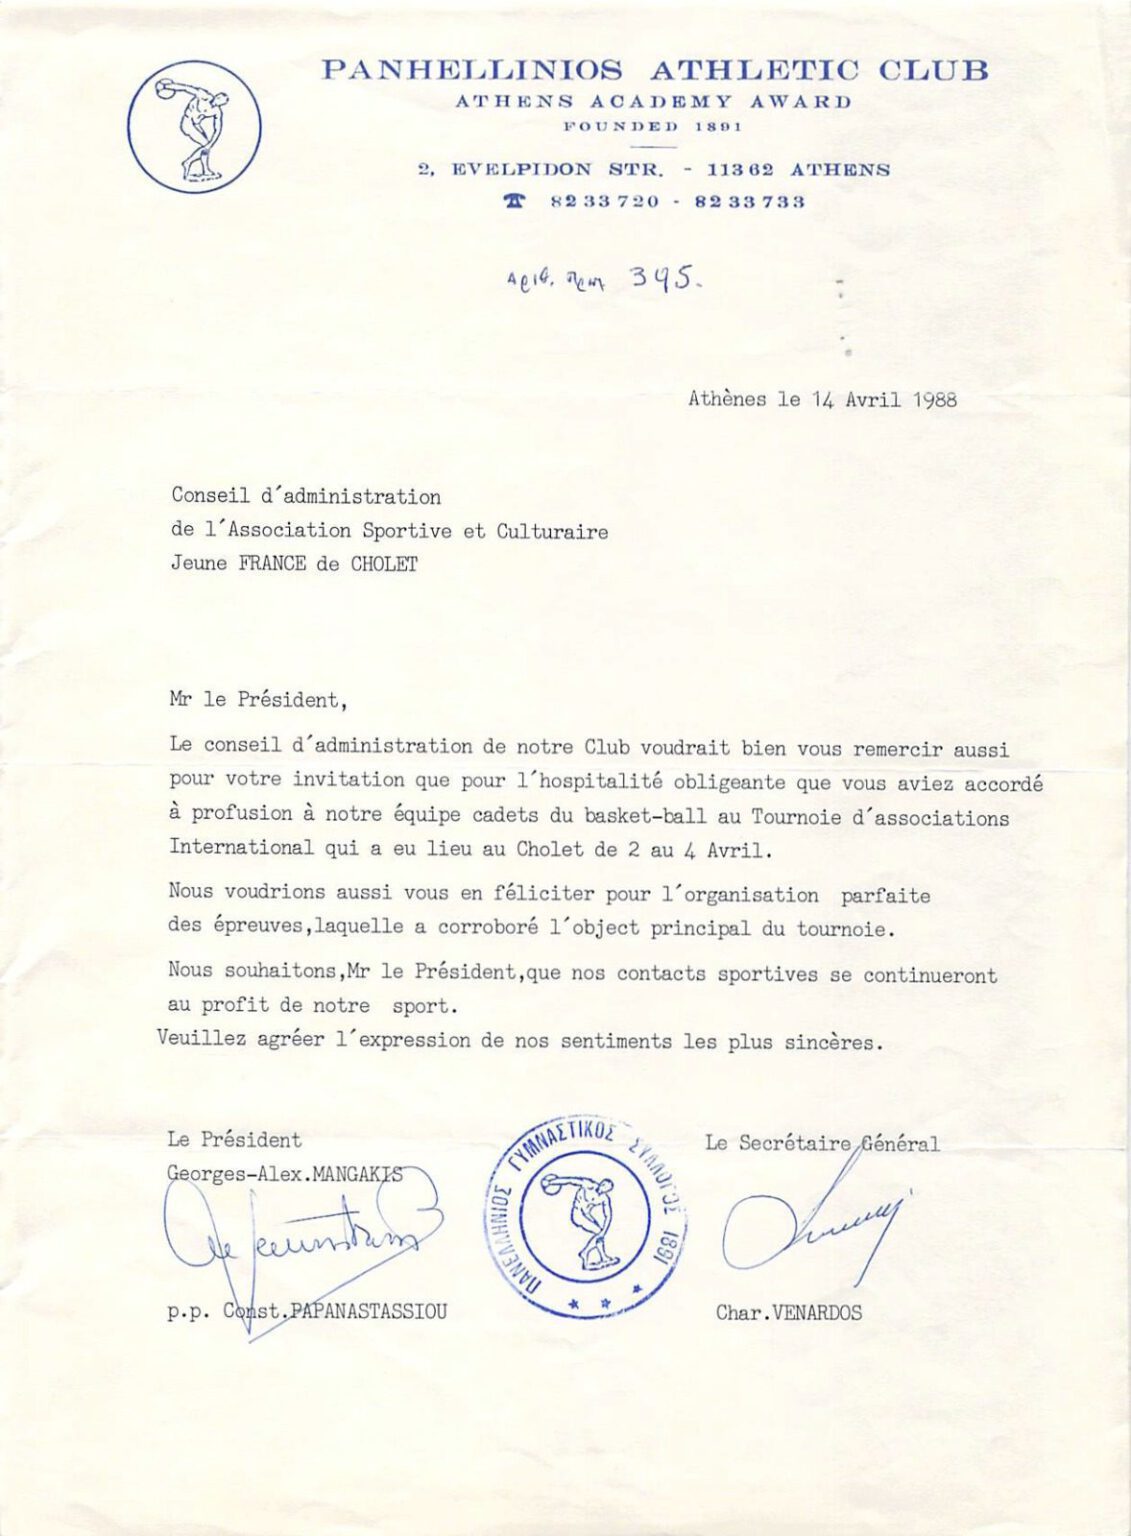 PANHELLINIOS ATHLETIC CLUB
ATHENS ACADEMY AWARD
FOUNDED 1891
2, EVELPIDON STR. - 11362 ATHENS
☎ 8233720 - 8233733
Αριθ. Πρωτ 395.
Athènes le 14 Avril 1988
Conseil d´administration
de l´Association Sportive et Culturaire
Jeune FRANCE de CHOLET
Mr le Président,
Le conseil d´administration de notre Club voudrait bien vous remercir aussi
pour votre invitation que pour l´hospitalité obligeante que vous aviez accordé
à profusion à notre équipe cadets du basket-ball au Tournoie d´associations
International qui a eu lieu au Cholet de 2 au 4 Avril.
Nous voudrions aussi vous en féliciter pour l´organisation parfaite
des épreuves,laquelle a corroboré l´object principal du tournoie.
Nous souhaitons,Mr le Président,que nos contacts sportives se continueront
au profit de notre sport.
Veuillez agréer l´expression de nos sentiments les plus sincères.
Le Président
Georges-Alex.MANGAKIS
p.p. Const.PAPANASTASSIOU
ΠΑΝΕΛΛΗΝΙΟΣ ΓΥΜΝΑΣΤΙΚΟΣ ΣΥΛΛΟΓΟΣ 1891
Le Secrétaire Général
Char.VENARDOS